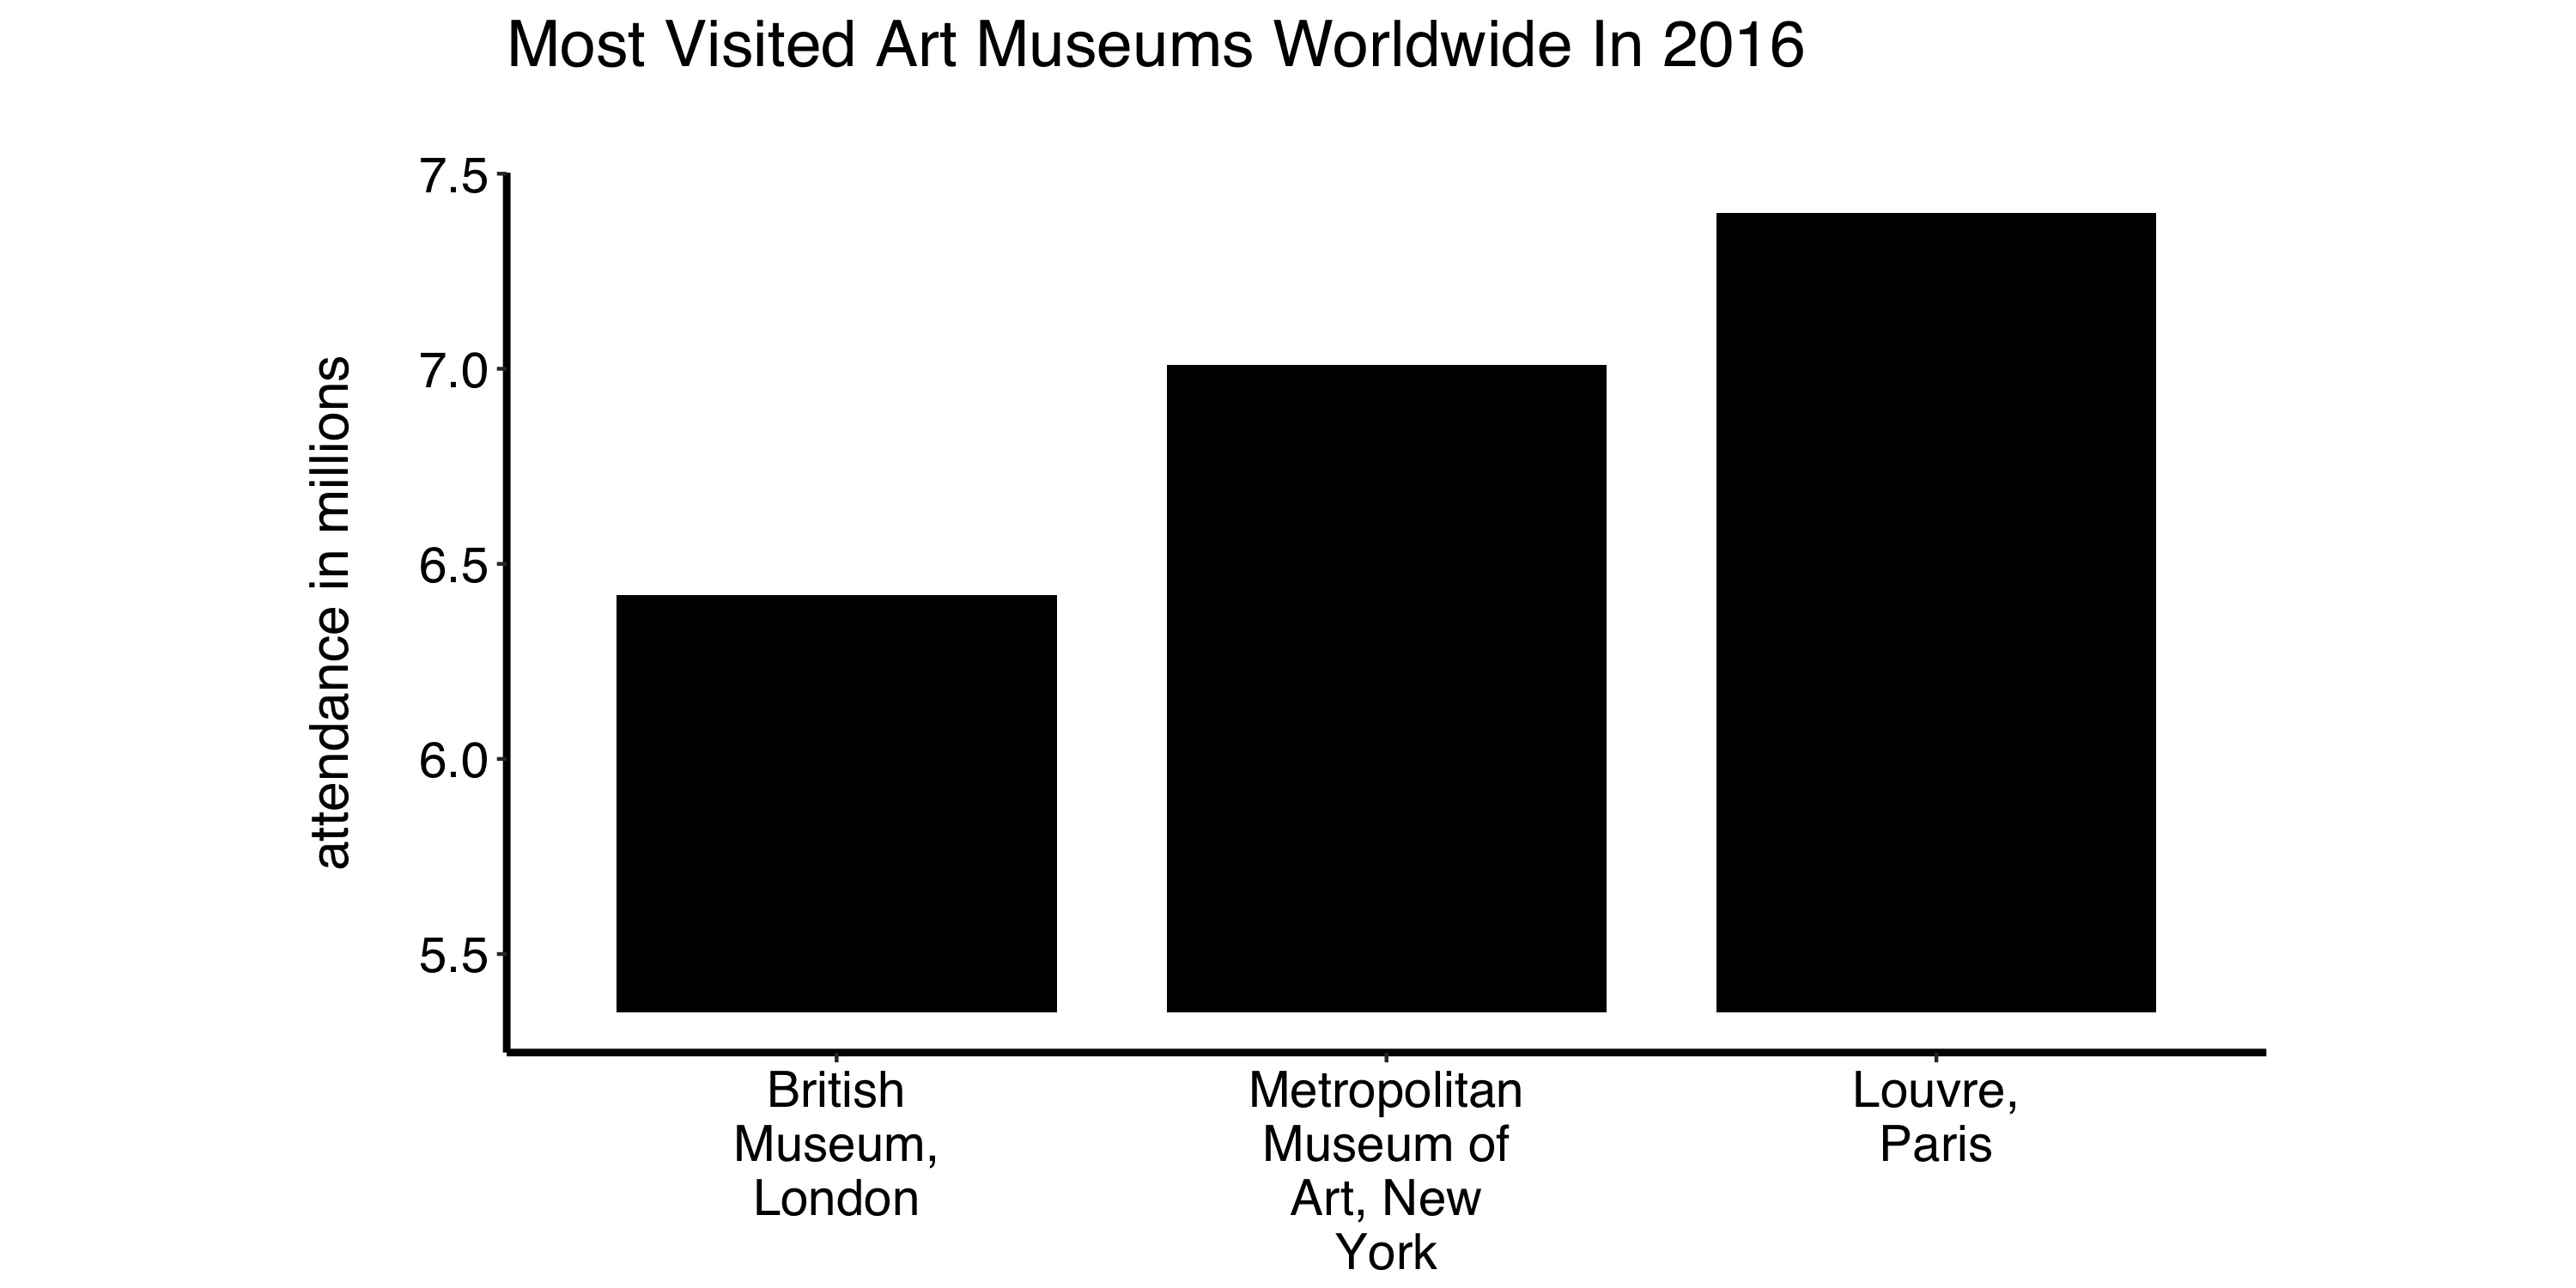 Most Visited Art Museums Worldwide In 2016
attendance in millions
7.5
7.0
6.5
6.0
5.5
British
Museum,
London
Metropolitan
Museum of
Art, New
York
Louvre,
Paris